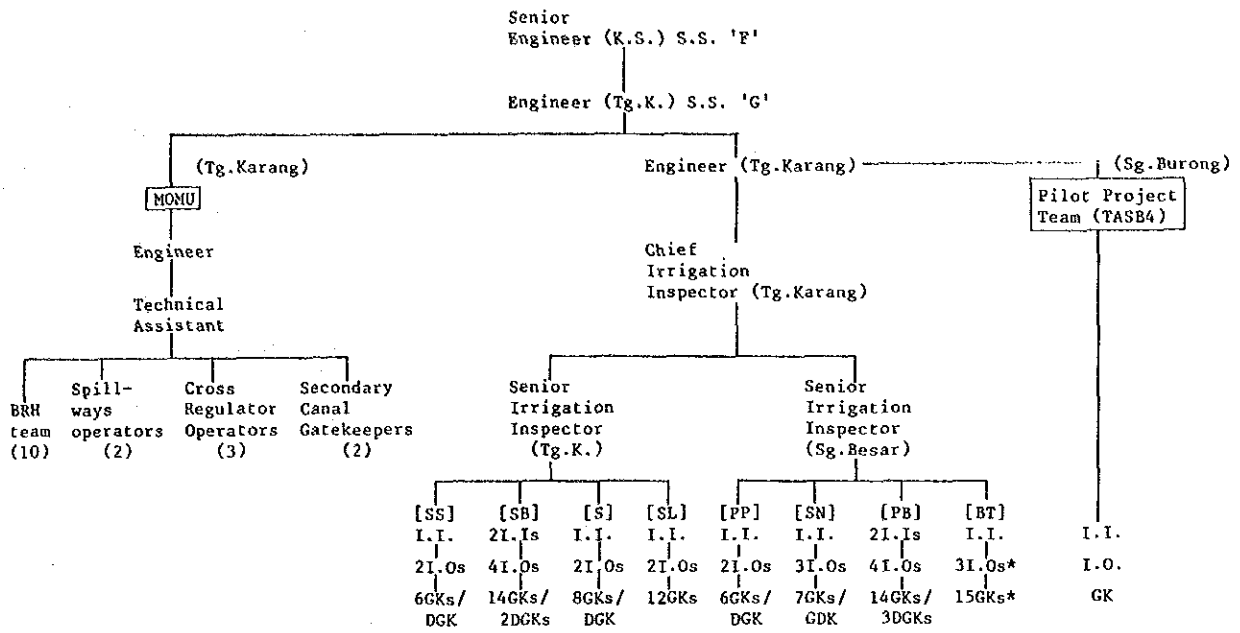 Senior
Engineer (K.S.) S.S. 'F'
Engineer (Tg.K.) S.S. 'G'
(Tg.Karang)
MOMU
Engineer
Technical
Assistant
BRH
team
(10)
Spill-
ways
operators
(2)
Cross
Regulator
Operators
(3)
Secondary
Canal
Gatekeepers
(2)
Engineer (Tg.Karang)
Chief
Irrigation
Inspector (Tg.Karang)
Senior
Irrigation
Inspector
(Tg.K.)
Senior
Irrigation
Inspector
(Sg.Besar)
[SS] [SB] [S] [SL] [PP] [SN] [PB] [BT]
I.I. 2I.Is I.I. I.I. I.I. I.I. 2I.Is I.I.
2I.Os 4I.Os 2I.Os 2I.Os 2I.Os 3I.Os 4I.Os 3I.Os*
6GKs/ 14GKs/ 8GKs/ 12GKs 6GKs/ 7GKs/ 14GKs/ 15GKs*
DGK 2DGKs DGK DGK GDK 3DGKs
(Sg.Burong)
Pilot Project
Team (TASB4)
I.I.
I.O.
GK